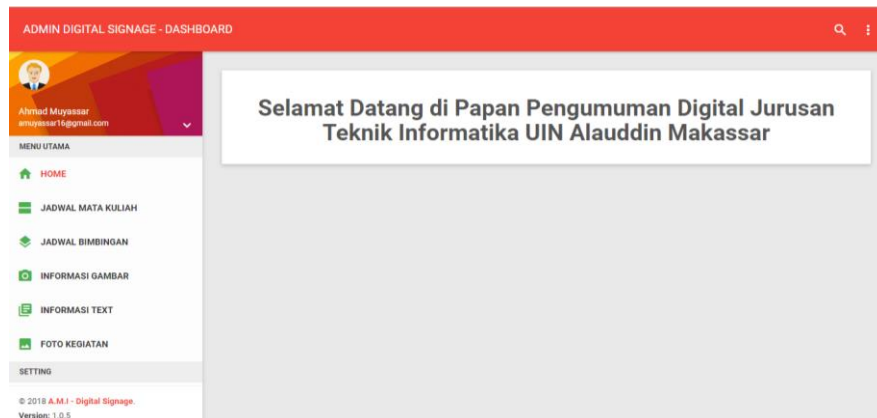 ADMIN DIGITAL SIGNAGE - DASHBOARD
Ahmad Muyassar
amuyassar16@gmail.com
MENU UTAMA
HOME
JADWAL MATA KULIAH
JADWAL BIMBINGAN
INFORMASI GAMBAR
INFORMASI TEXT
FOTO KEGIATAN
SETTING
© 2018 A.M.I - Digital Signage.
Version: 1.0.5
Selamat Datang di Papan Pengumuman Digital Jurusan
Teknik Informatika UIN Alauddin Makassar